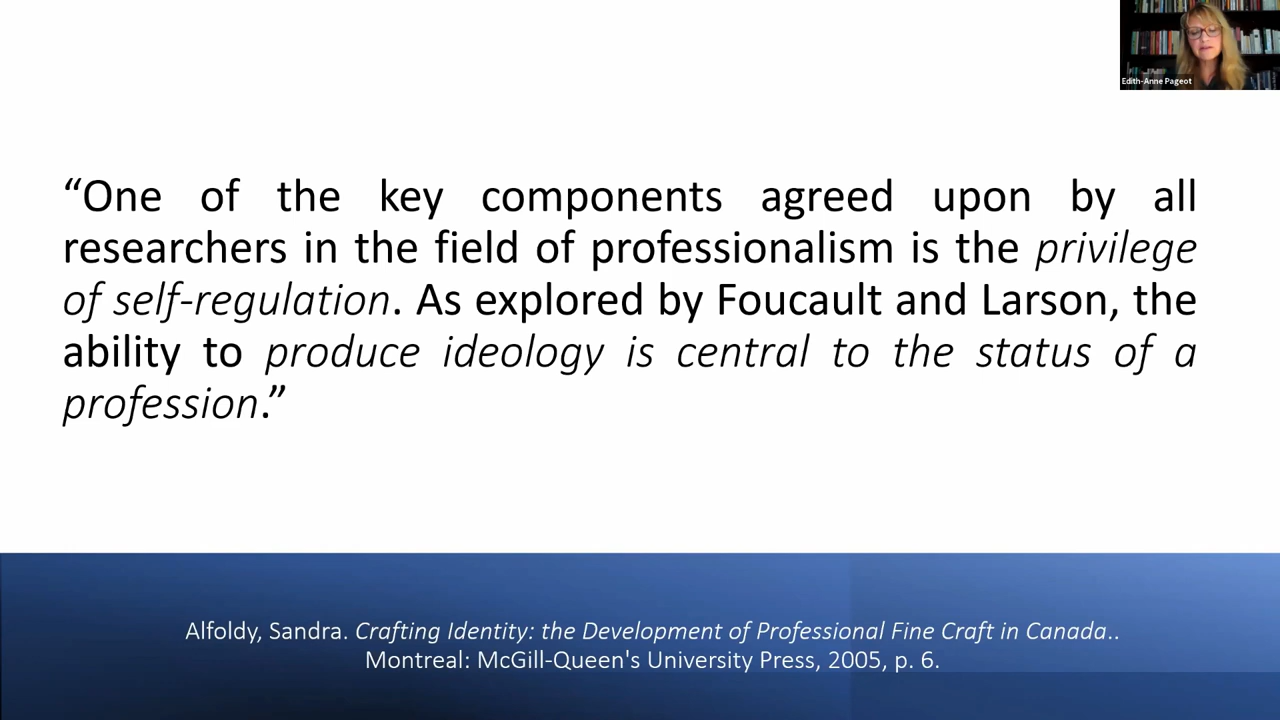 Edith-Anne Pageot
“One of the key components agreed upon by all
researchers in the field of professionalism is the privilege
of self-regulation. As explored by Foucault and Larson, the
ability to produce ideology is central to the status of a
profession.”
Alfoldy, Sandra. Crafting Identity: the Development of Professional Fine Craft in Canada..
Montreal: McGill-Queen's University Press, 2005, p. 6.